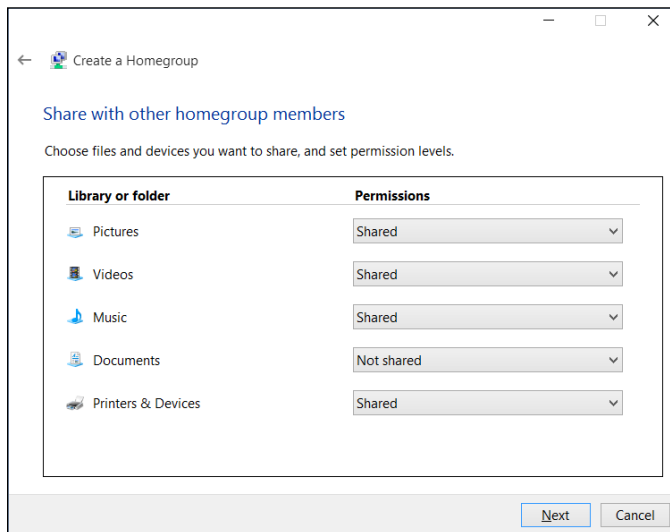 Create a Homegroup
Share with other homegroup members
Choose files and devices you want to share, and set permission levels.
Library or folder Permissions
Pictures Shared
Videos Shared
Music Shared
Documents Not shared
Printers & Devices Shared
Next Cancel